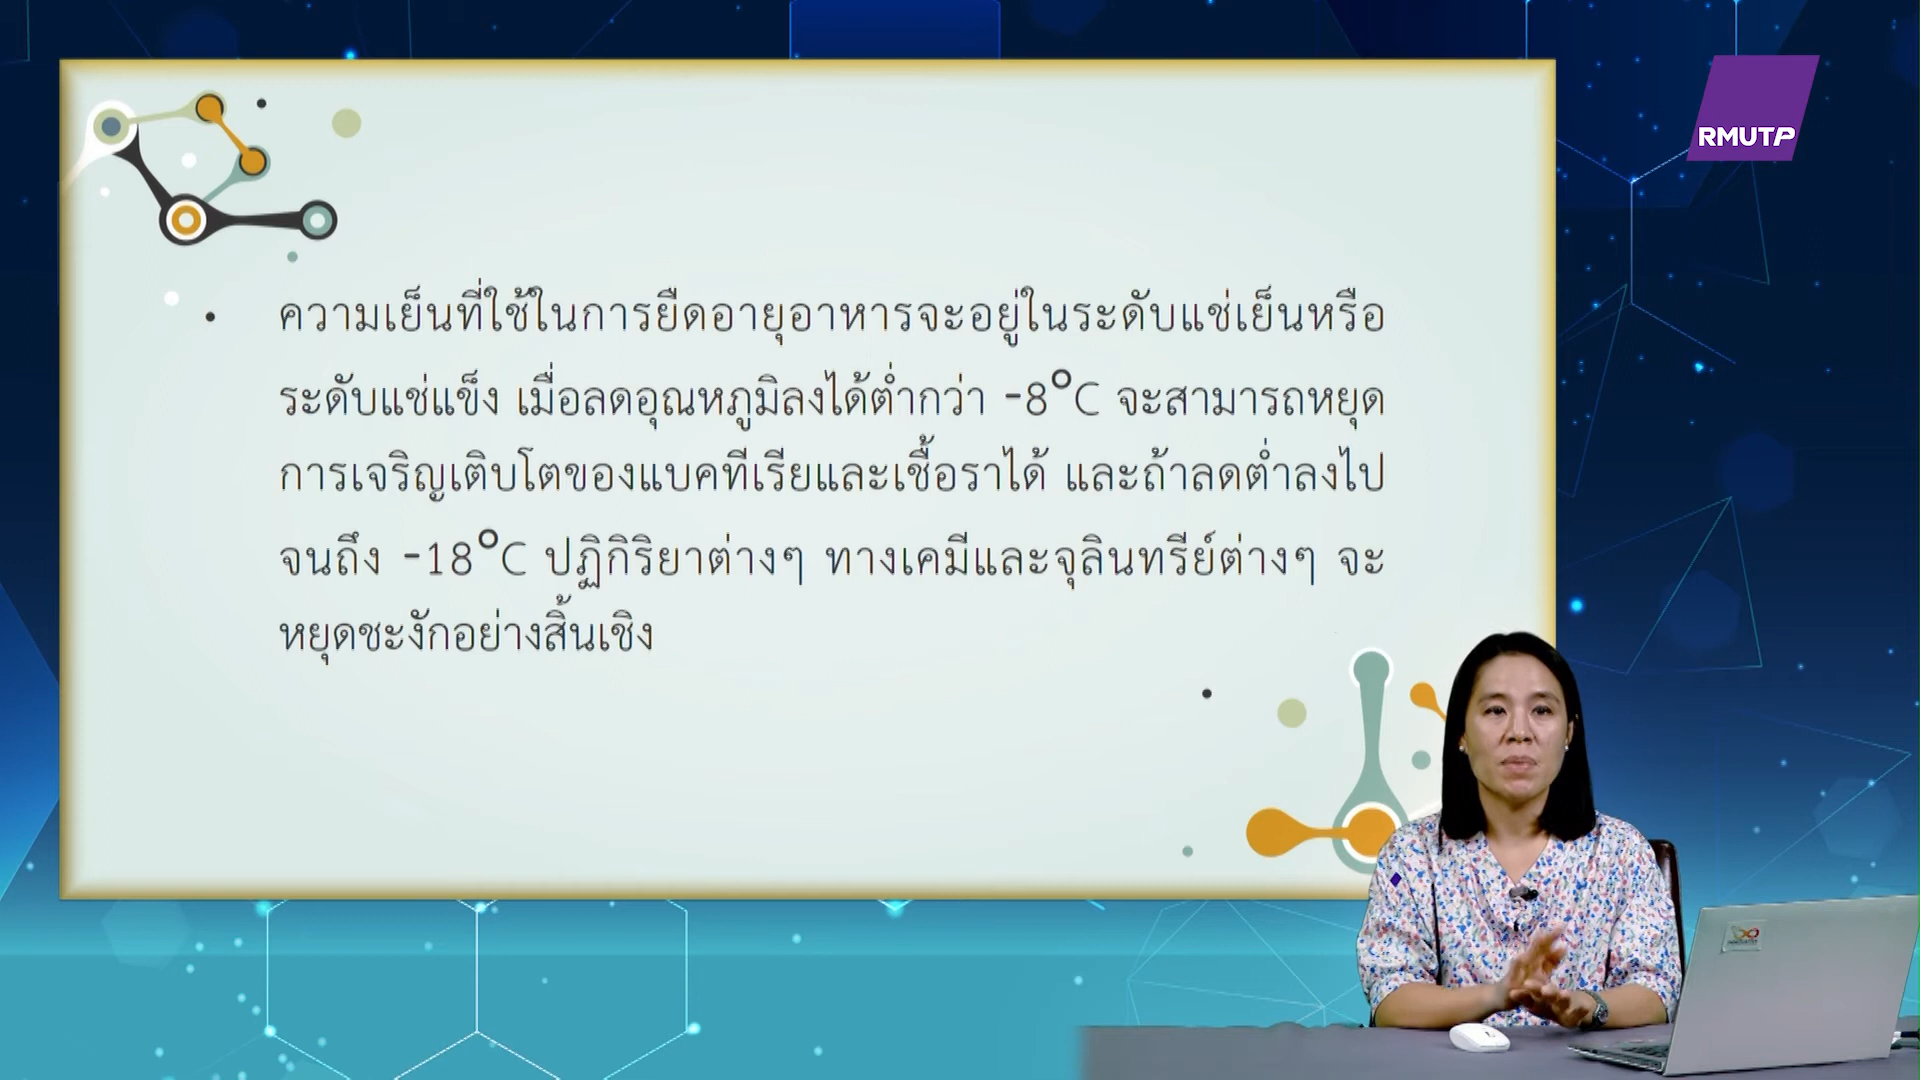 RMUTP
• ความเย็นที่ใช้ในการยืดอายุอาหารจะอยู่ในระดับแช่เย็นหรือ
ระดับแช่แข็ง เมื่อลดอุณหภูมิลงได้ต่ำกว่า -8°C จะสามารถหยุด
การเจริญเติบโตของแบคทีเรียและเชื้อราได้ และถ้าลดต่ำลงไป
จนถึง -18°C ปฏิกิริยาต่างๆ ทางเคมีและจุลินทรีย์ต่างๆ จะ
หยุดชะงักอย่างสิ้นเชิง